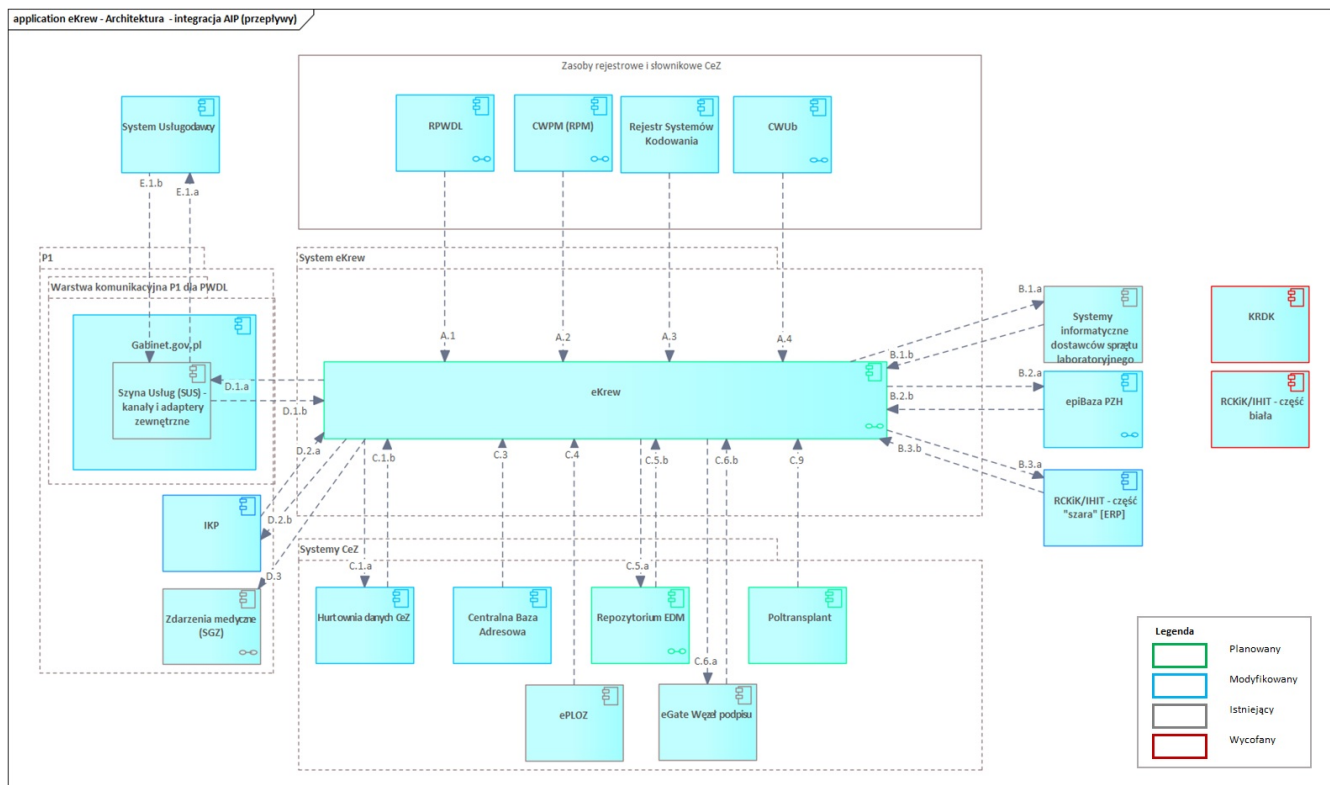 application eKrew - Architektura - integracja AIP (przepływy)
Zasoby rejestrowe i słownikowe CeZ
System Usługodawcy
RPWDL
CWPM (RPM)
Rejestr Systemów
Kodowania
CWUb
E.1.b
E.1.a
P1
Warstwa komunikacyjna P1 dla PWDL
Gabinet.gov.pl
Szyna Usług (SUS) -
kanały i adaptery
zewnętrzne
System eKrew
A.1
A.2
A.3
A.4
eKrew
D.1.a
D.1.b
D.2.a
D.2.b
D.3
B.1.a
B.1.b
B.2.a
B.2.b
B.3.a
B.3.b
Systemy
informatyczne
dostawców sprzętu
laboratoryjnego
epiBaza PZH
RCKiK/IHIT - część
"szara" [ERP]
KRDK
RCKiK/IHIT - część
biała
IKP
Zdarzenia medyczne
(SGZ)
C.1.b
C.3
C.4
C.5.b
C.6.b
C.9
Systemy CeZ
C.1.a
C.5.a
C.6.a
Hurtownia danych CeZ
Centralna Baza
Adresowa
Repozytorium EDM
Poltransplant
ePLOZ
eGate Węzeł podpisu
Legenda
Planowany
Modyfikowany
Istniejący
Wycofany